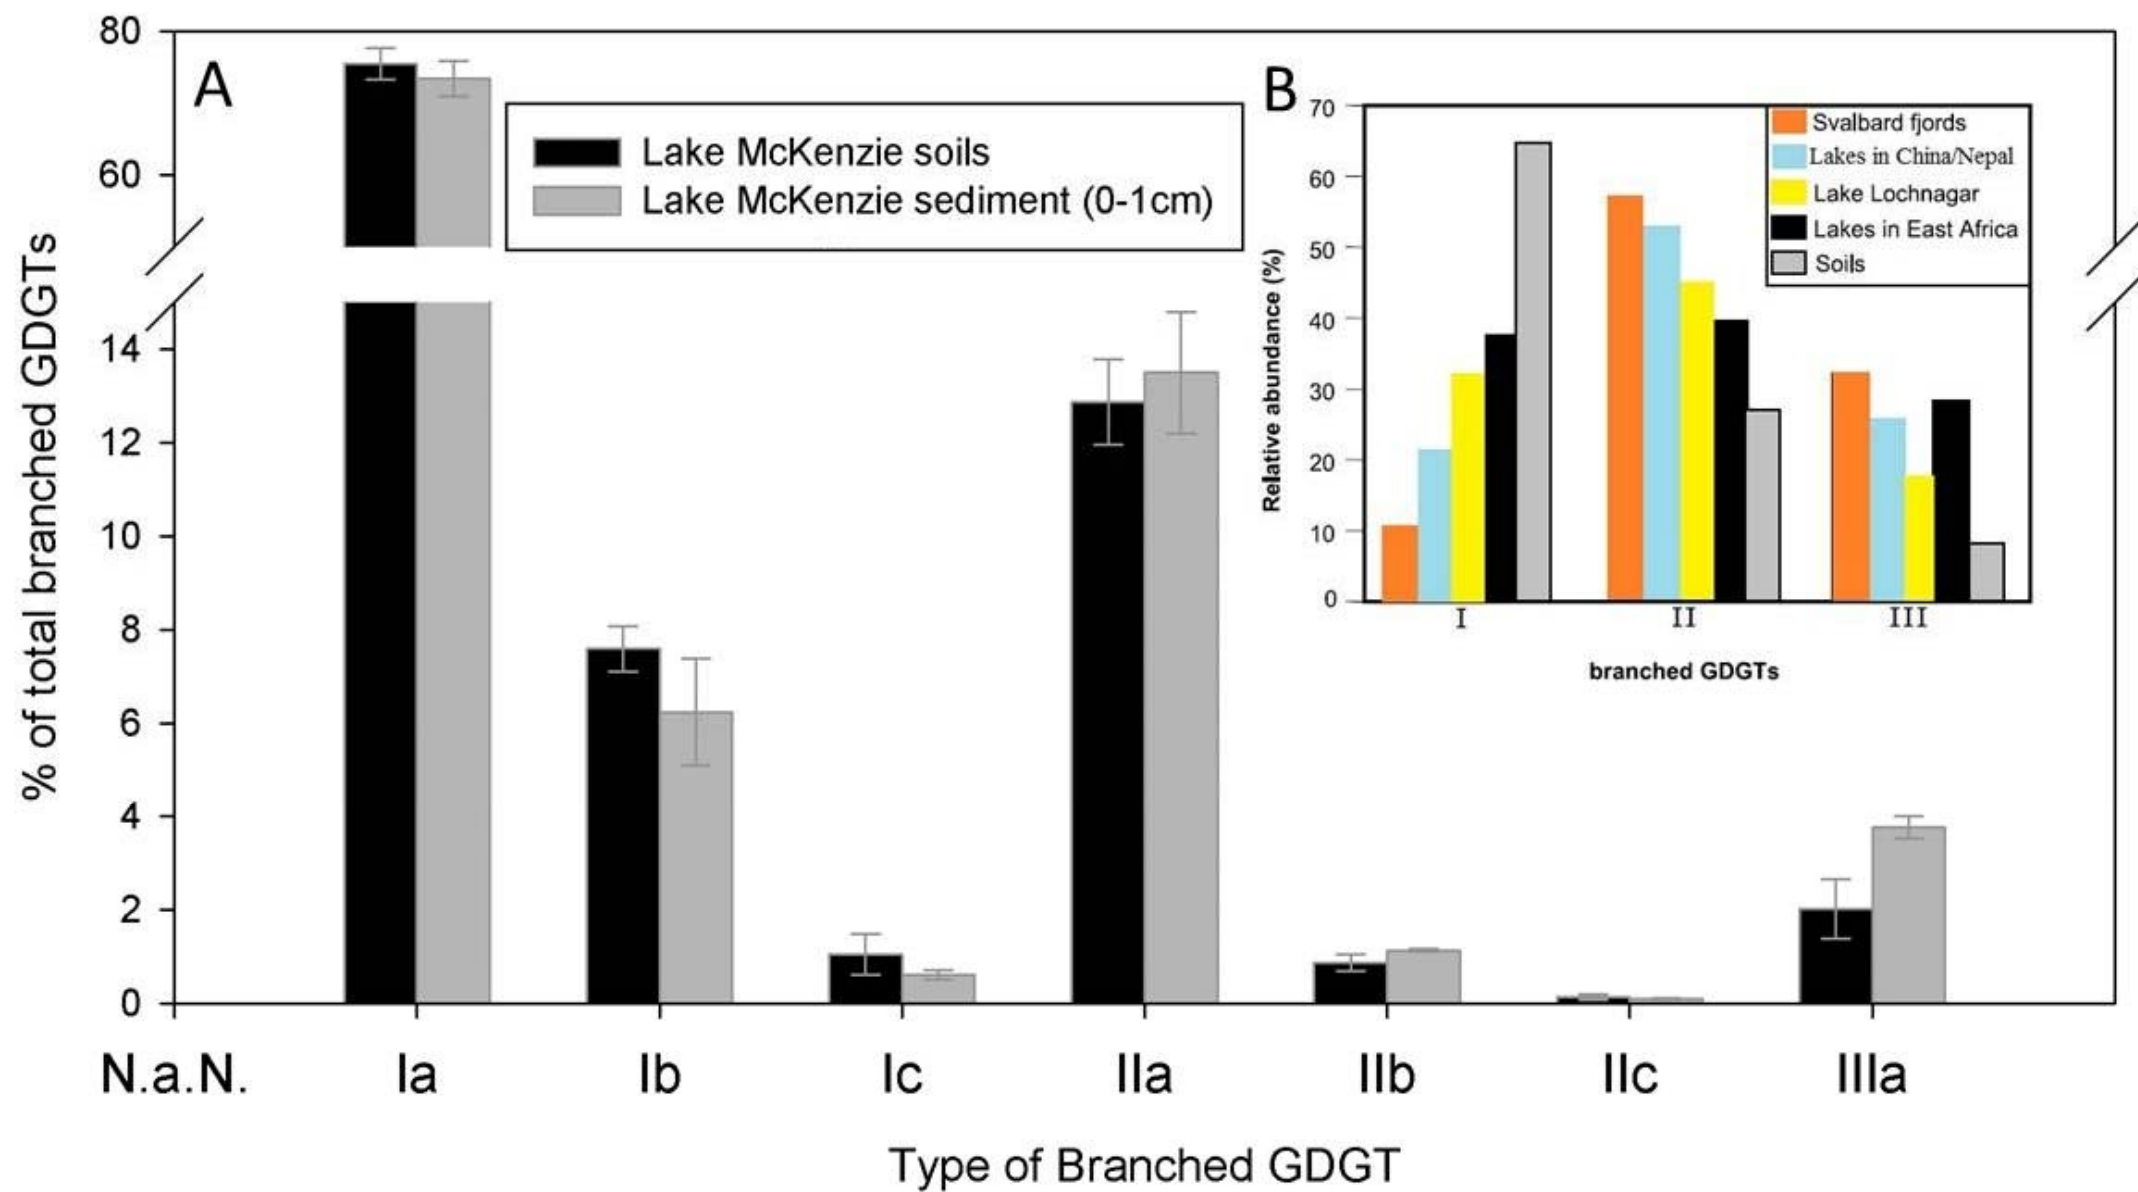 80
60
14
12
10
8
6
4
2
0
% of total branched GDGTs
A
Lake McKenzie soils
Lake McKenzie sediment (0-1cm)
B
70
60
50
40
30
20
10
0
Relative abundance (%)
Svalbard fjords
Lakes in China/Nepal
Lake Lochnagar
Lakes in East Africa
Soils
I II III
branched GDGTs
N.a.N. Ia Ib Ic IIa IIb IIc IIIa
Type of Branched GDGT